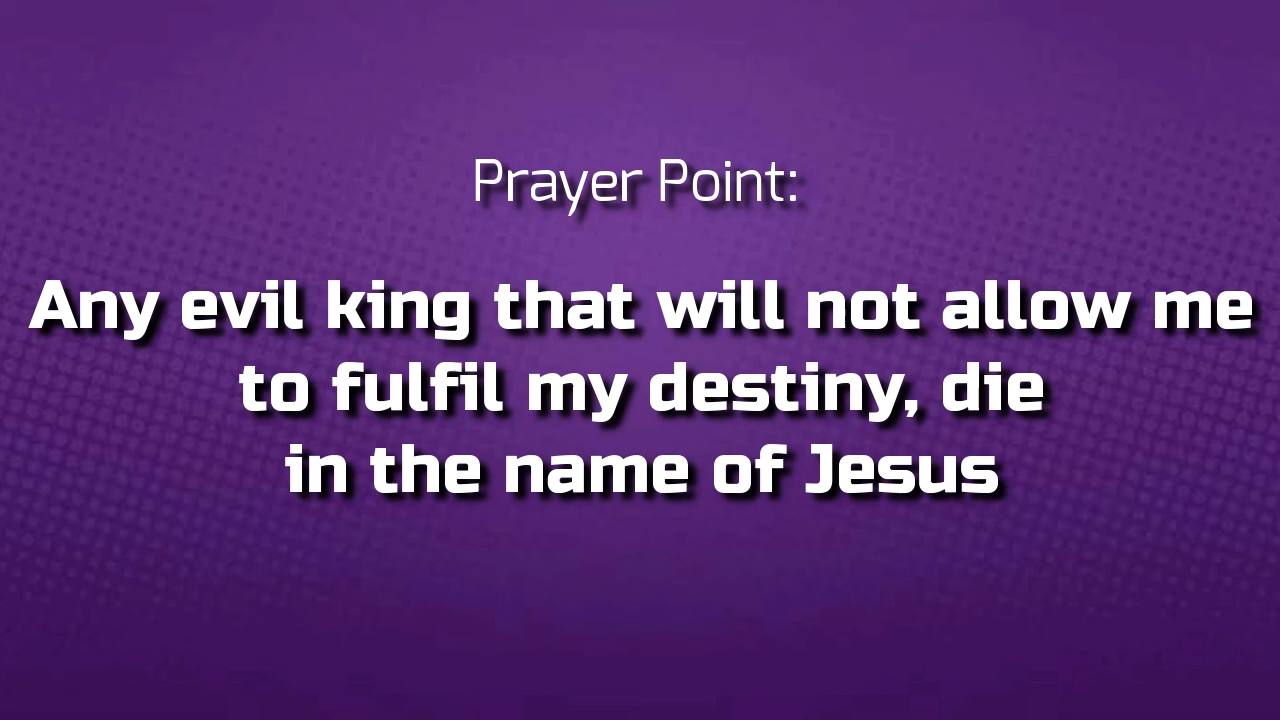 Prayer Point:
Any evil king that will not allow me
to fulfil my destiny, die
in the name of Jesus